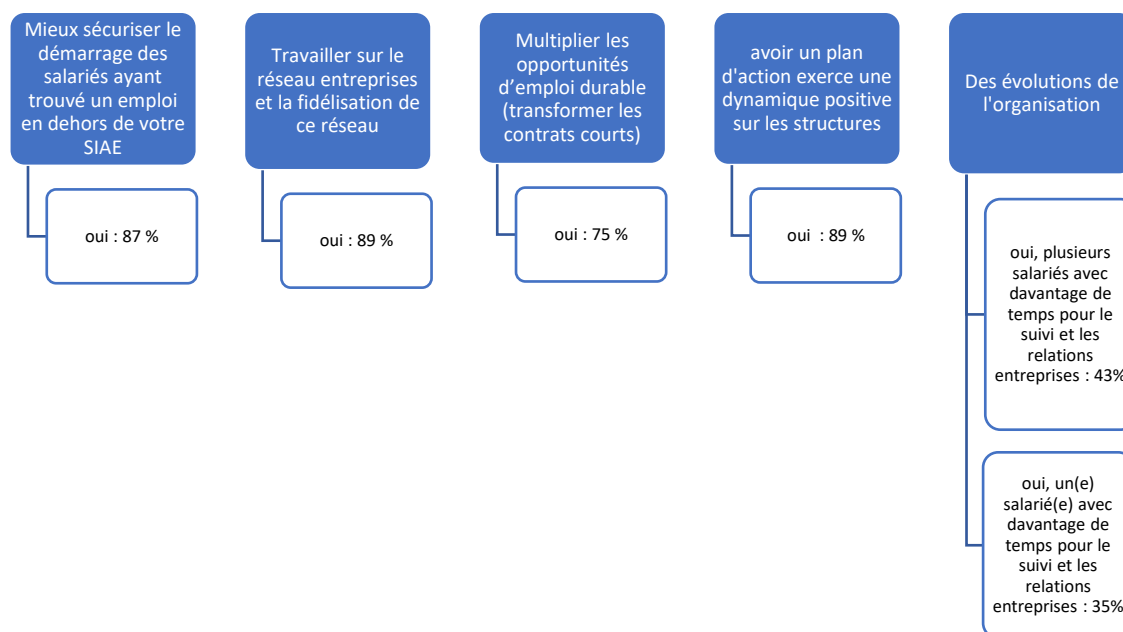 Mieux sécuriser le
démarrage des
salariés ayant
trouvé un emploi
en dehors de votre
SIAE
oui : 87 %
Travailler sur le
réseau entreprises
et la fidélisation de
ce réseau
oui : 89 %
Multiplier les
opportunités
d’emploi durable
(transformer les
contrats courts)
oui : 75 %
avoir un plan
d'action exerce une
dynamique positive
sur les structures
oui : 89 %
Des évolutions de
l'organisation
oui, plusieurs
salariés avec
davantage de
temps pour le
suivi et les
relations
entreprises : 43%
oui, un(e)
salarié(e) avec
davantage de
temps pour le
suivi et les
relations
entreprises : 35%